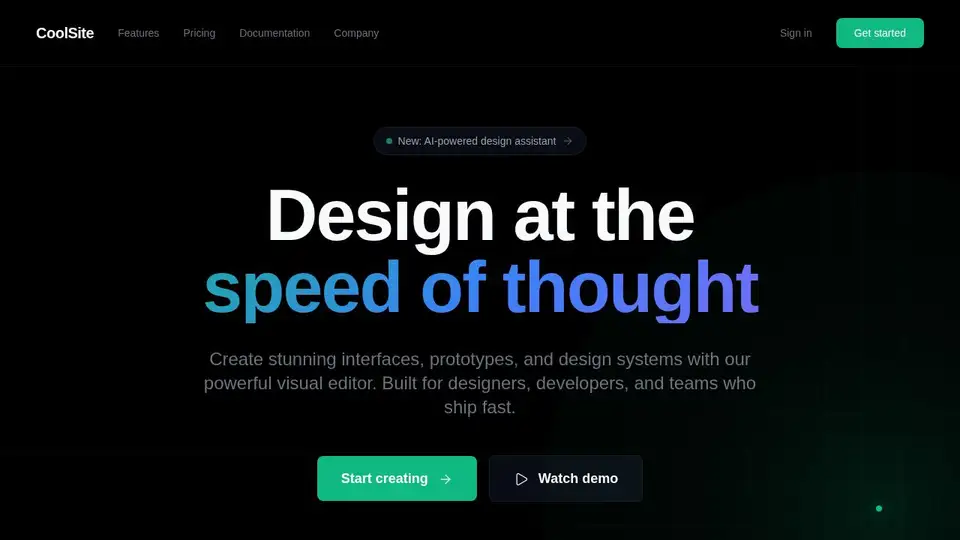 CoolSite Features Pricing Documentation Company Sign in Get started
New: AI-powered design assistant
Design at the
speed of thought
Create stunning interfaces, prototypes, and design systems with our
powerful visual editor. Built for designers, developers, and teams who
ship fast.
Start creating Watch demo